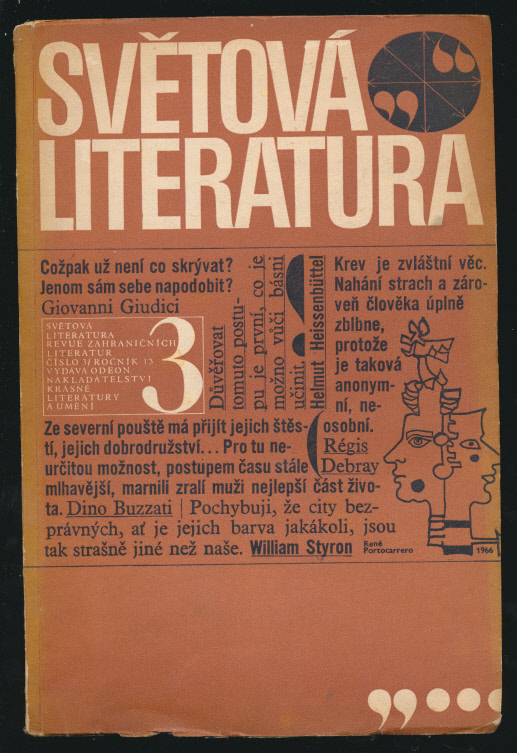 SVĚTOVÁ
LITERATURA
Cožpak už není co skrývat?
Jenom sám sebe napodobit?
Giovanni Giudici
SVĚTOVÁ
LITERATURA
REVUE ZAHRANIČNÍCH
LITERATUR
ČÍSLO 3/ROČNÍK 13
VYDÁVÁ ODEON
NAKLADATELSTVÍ
KRÁSNÉ
LITERATURY
A UMĚNÍ
3
Důvěřovat
tomuto postu-
pu je první, co je
možno vůči básni
učinit.
Helmut Heissenbüttel
Krev je zvláštní věc.
Nahání strach a záro-
veň člověka úplně
zblbne,
protože
je taková
anonym-
ní, ne-
osobní.
Régis
Debray
Ze severní pouště má přijít jejich štěs-
tí, jejich dobrodružství... Pro tu ne-
určitou možnost, postupem času stále
mlhavější, marnili zralí muži nejlepší část živo-
ta. Dino Buzzati | Pochybuji, že city bez-
právných, ať je jejich barva jakákoli, jsou
tak strašně jiné než naše. William Styron
René
Portocarrero
1966